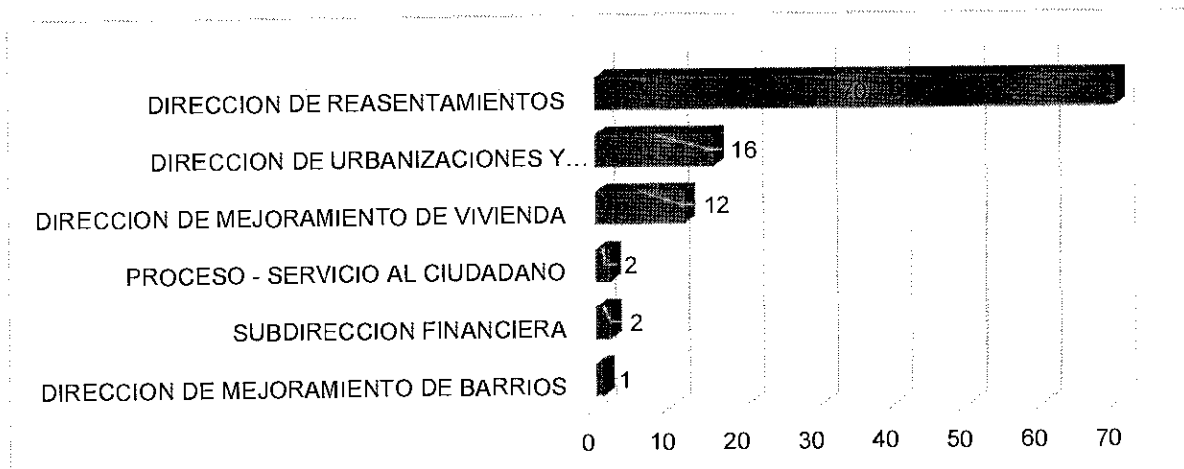 DIRECCION DE REASENTAMIENTOS 70
DIRECCION DE URBANIZACIONES Y... 16
DIRECCION DE MEJORAMIENTO DE VIVIENDA 12
PROCESO - SERVICIO AL CIUDADANO 2
SUBDIRECCION FINANCIERA 2
DIRECCION DE MEJORAMIENTO DE BARRIOS 1
0 10 20 30 40 50 60 70